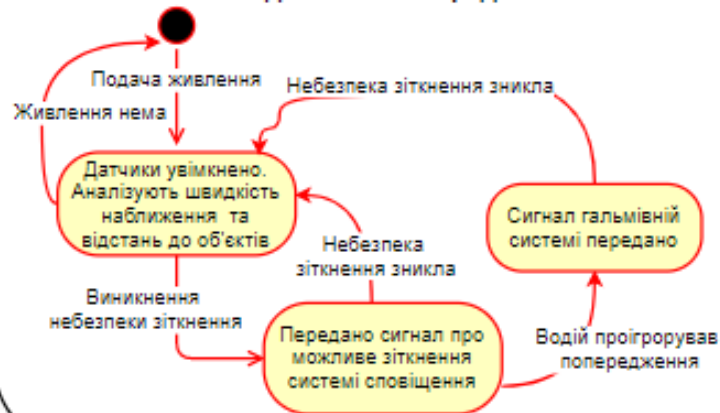 Подача живлення
Небезпека зіткнення зникла
Живлення нема
Датчики увімкнено.
Аналізують швидкість
наближення та
відстань до об'єктів
Сигнал гальмівній
системі передано
Небезпека
зіткнення зникла
Виникнення
небезпеки зіткнення
Передано сигнал про
можливе зіткнення
системі сповіщення
Водій проігрорував
попередження